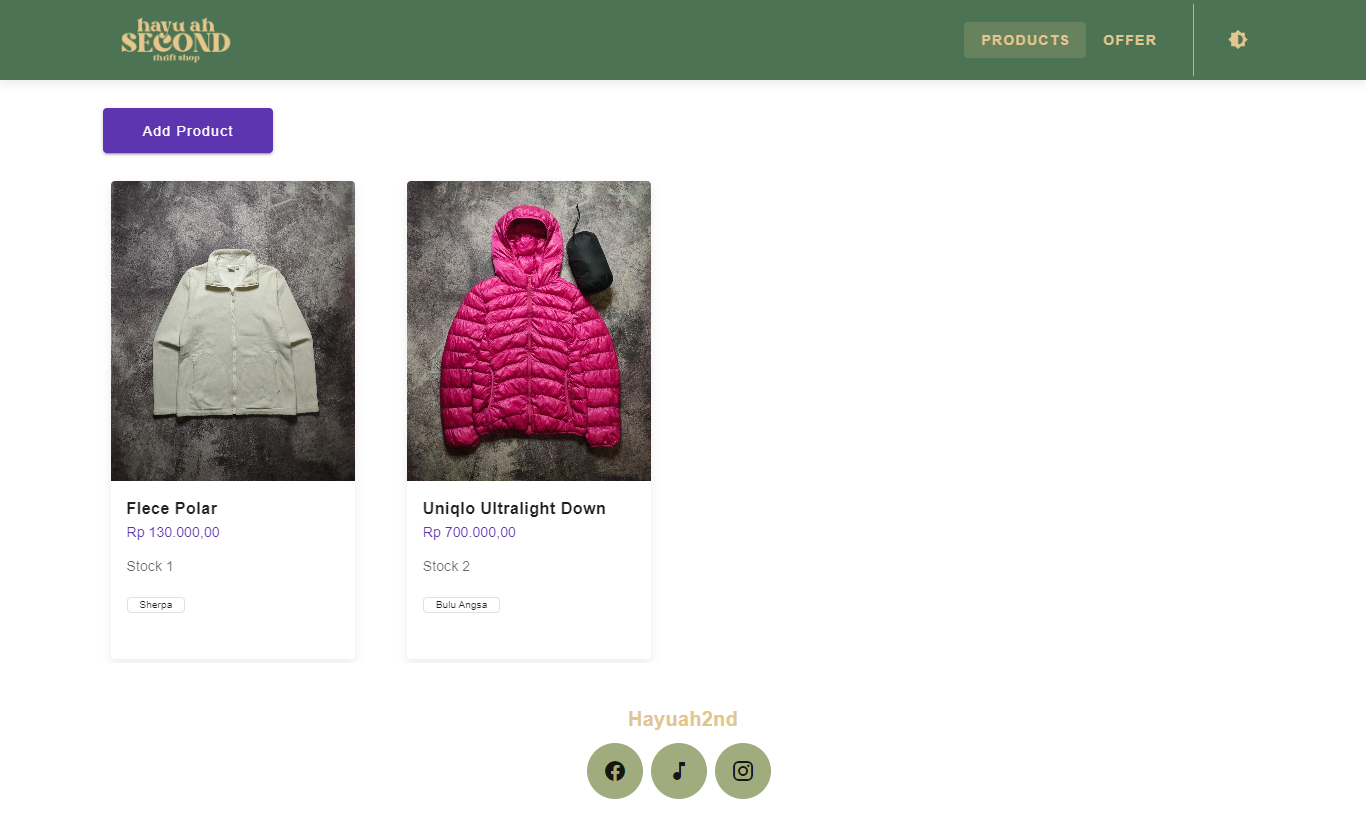 hayu ah
SECOND
thrift shop
PRODUCTS
OFFER
Add Product
Flece Polar
Rp 130.000,00
Stock 1
Sherpa
Uniqlo Ultralight Down
Rp 700.000,00
Stock 2
Bulu Angsa
Hayuah2nd